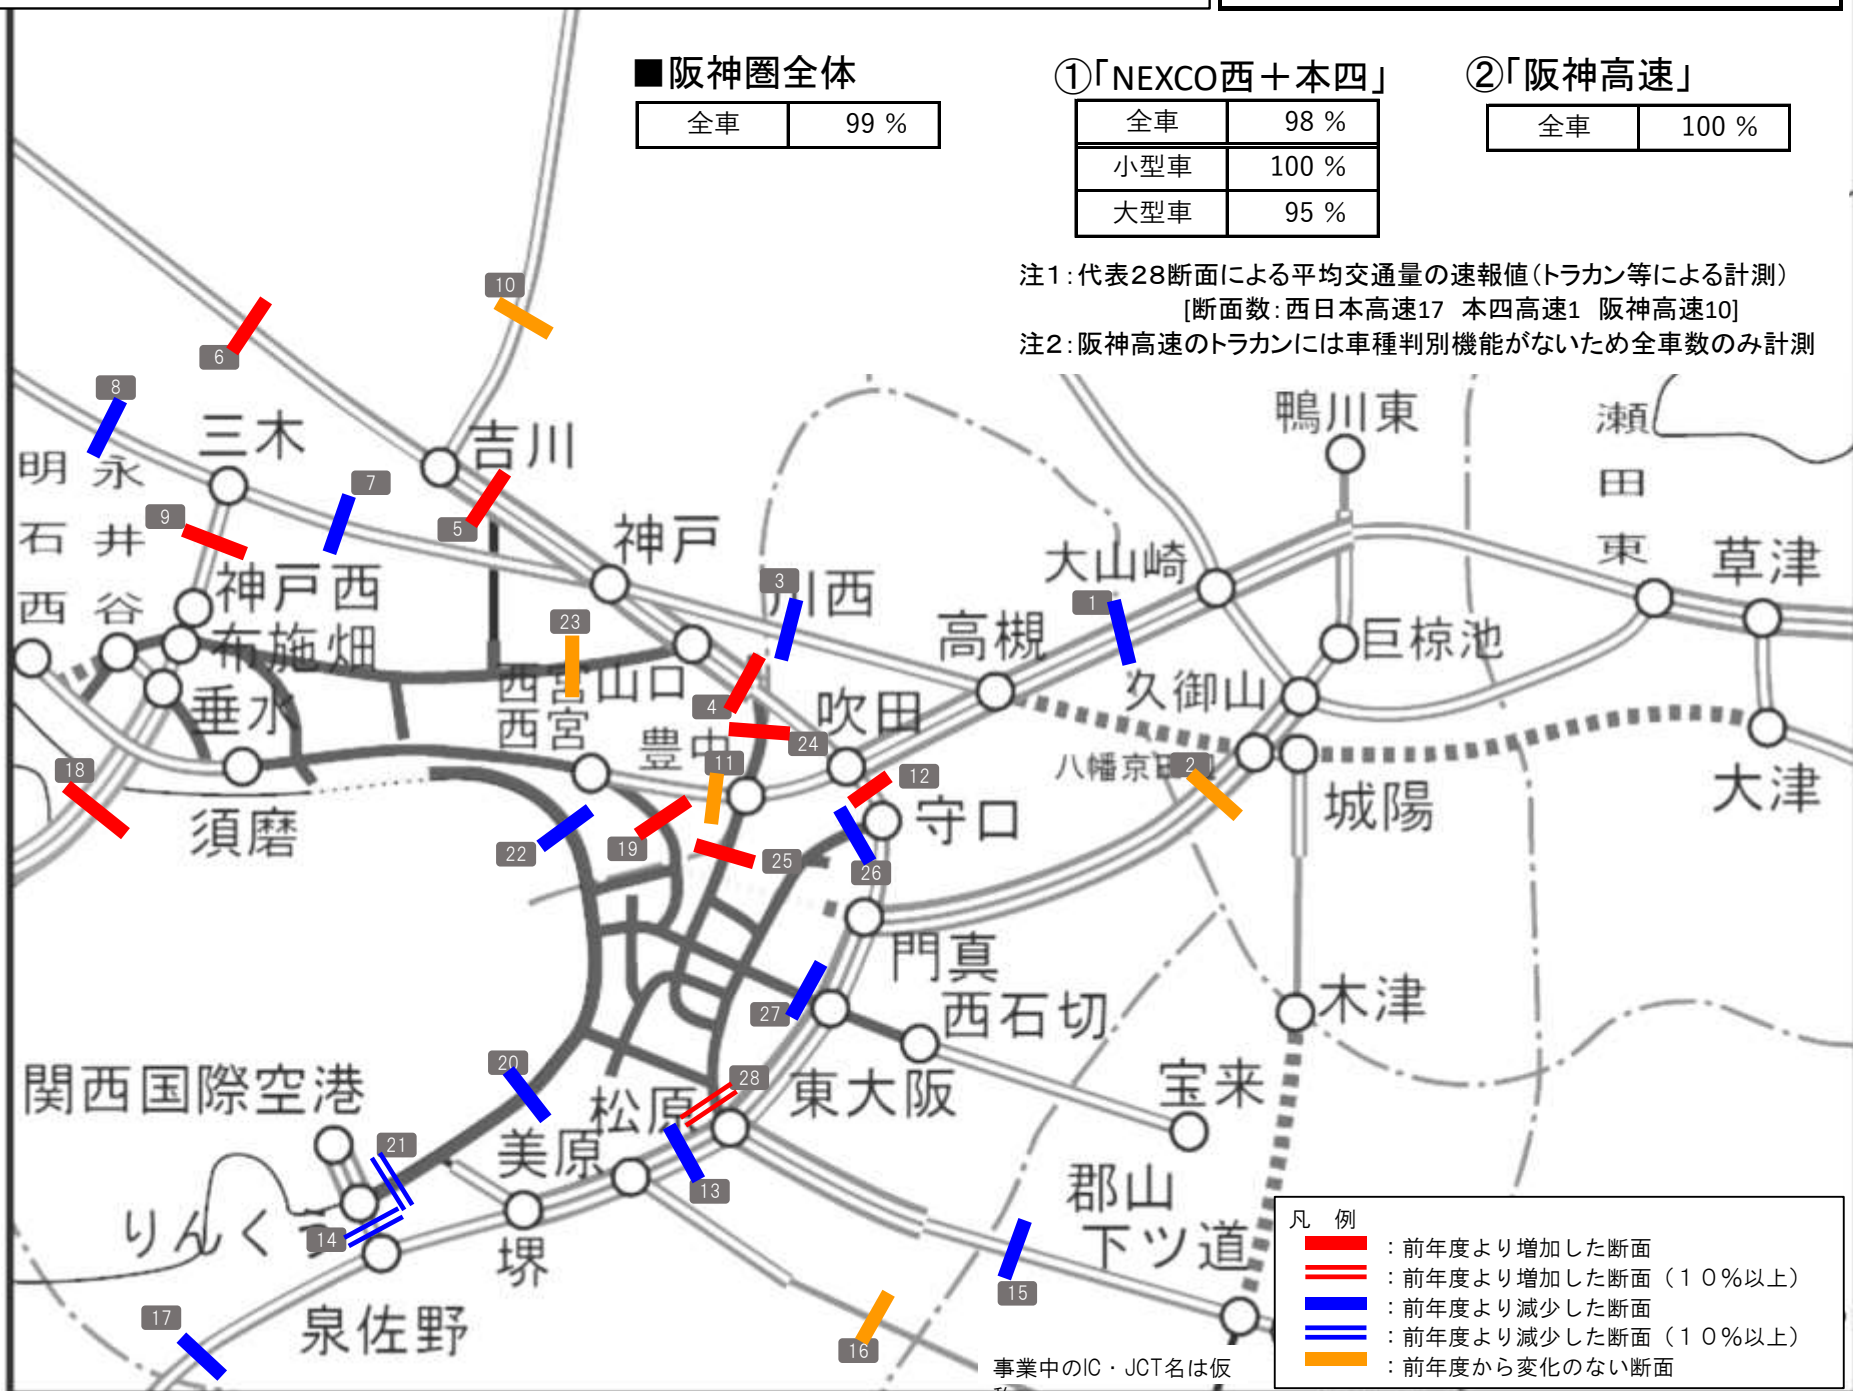 ■阪神圏全体
全車 99 %
①「NEXCO西＋本四」
全車 98 %
小型車 100 %
大型車 95 %
②「阪神高速」
全車 100 %
注1：代表28断面による平均交通量の速報値（トラカン等による計測）
[断面数：西日本高速17 本四高速1 阪神高速10]
注2：阪神高速のトラカンには車種判別機能がないため全車数のみ計測
10
6
8
三木
吉川
鴨川東
瀬田東
明石西
永井谷
7
9
5
神戸
大山崎
草津
神戸西
3
川西
1
布施畑
23
高槻
巨椋池
西宮山口
4
久御山
垂水
西宮
豊中
24
吹田
18
11
12
八幡京田
2
大津
須磨
守口
城陽
22
19
25
26
門真
27
西石切
木津
関西国際空港
20
松原
28
東大阪
宝来
21
美原
13
郡山
下ツ道
りんくう
14
堺
15
17
泉佐野
16
事業中のIC・JCT名は仮
凡 例
：前年度より増加した断面
：前年度より増加した断面（１０％以上）
：前年度より減少した断面
：前年度より減少した断面（１０％以上）
：前年度から変化のない断面